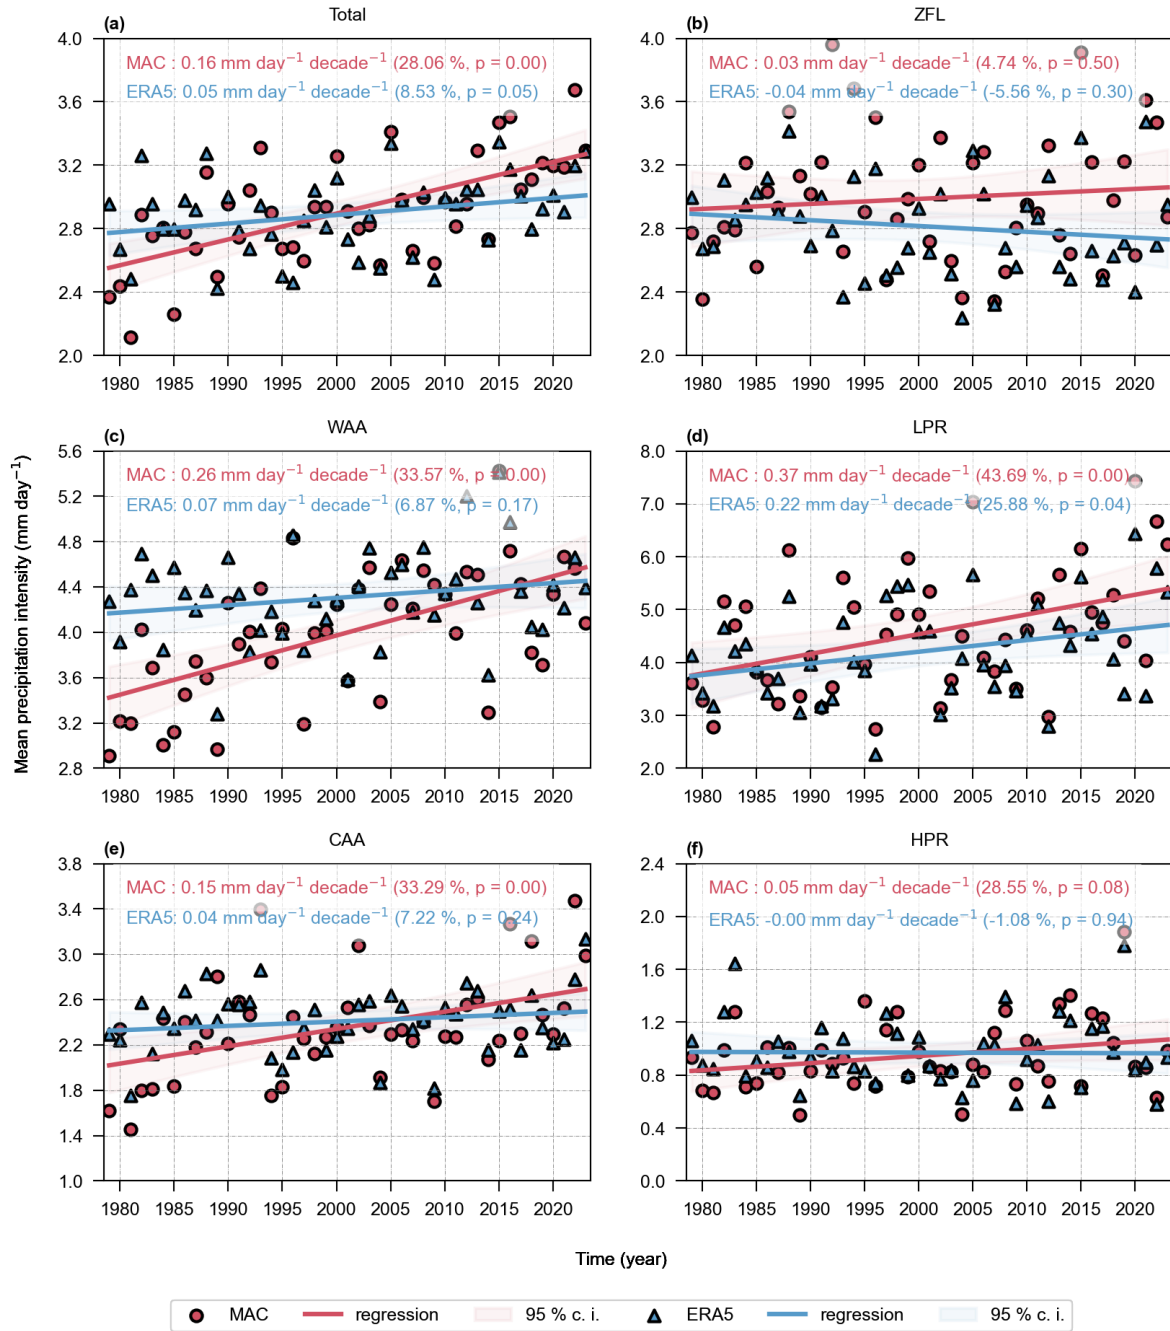 (a) Total
MAC : 0.16 mm day⁻¹ decade⁻¹ (28.06 %, p = 0.00)
ERA5: 0.05 mm day⁻¹ decade⁻¹ (8.53 %, p = 0.05)
4.0
3.6
3.2
2.8
2.4
2.0
1980 1985 1990 1995 2000 2005 2010 2015 2020
(b) ZFL
MAC : 0.03 mm day⁻¹ decade⁻¹ (4.74 %, p = 0.50)
ERA5: -0.04 mm day⁻¹ decade⁻¹ (-5.56 %, p = 0.30)
4.0
3.6
3.2
2.8
2.4
2.0
1980 1985 1990 1995 2000 2005 2010 2015 2020
Mean precipitation intensity (mm day⁻¹)
(c) WAA
MAC : 0.26 mm day⁻¹ decade⁻¹ (33.57 %, p = 0.00)
ERA5: 0.07 mm day⁻¹ decade⁻¹ (6.87 %, p = 0.17)
5.6
5.2
4.8
4.4
4.0
3.6
3.2
2.8
1980 1985 1990 1995 2000 2005 2010 2015 2020
(d) LPR
MAC : 0.37 mm day⁻¹ decade⁻¹ (43.69 %, p = 0.00)
ERA5: 0.22 mm day⁻¹ decade⁻¹ (25.88 %, p = 0.04)
8.0
7.0
6.0
5.0
4.0
3.0
2.0
1980 1985 1990 1995 2000 2005 2010 2015 2020
(e) CAA
MAC : 0.15 mm day⁻¹ decade⁻¹ (33.29 %, p = 0.00)
ERA5: 0.04 mm day⁻¹ decade⁻¹ (7.22 %, p = 0.24)
3.8
3.4
3.0
2.6
2.2
1.8
1.4
1.0
1980 1985 1990 1995 2000 2005 2010 2015 2020
(f) HPR
MAC : 0.05 mm day⁻¹ decade⁻¹ (28.55 %, p = 0.08)
ERA5: -0.00 mm day⁻¹ decade⁻¹ (-1.08 %, p = 0.94)
2.4
2.0
1.6
1.2
0.8
0.4
0.0
1980 1985 1990 1995 2000 2005 2010 2015 2020
Time (year)
MAC regression 95 % c. i. ERA5 regression 95 % c. i.